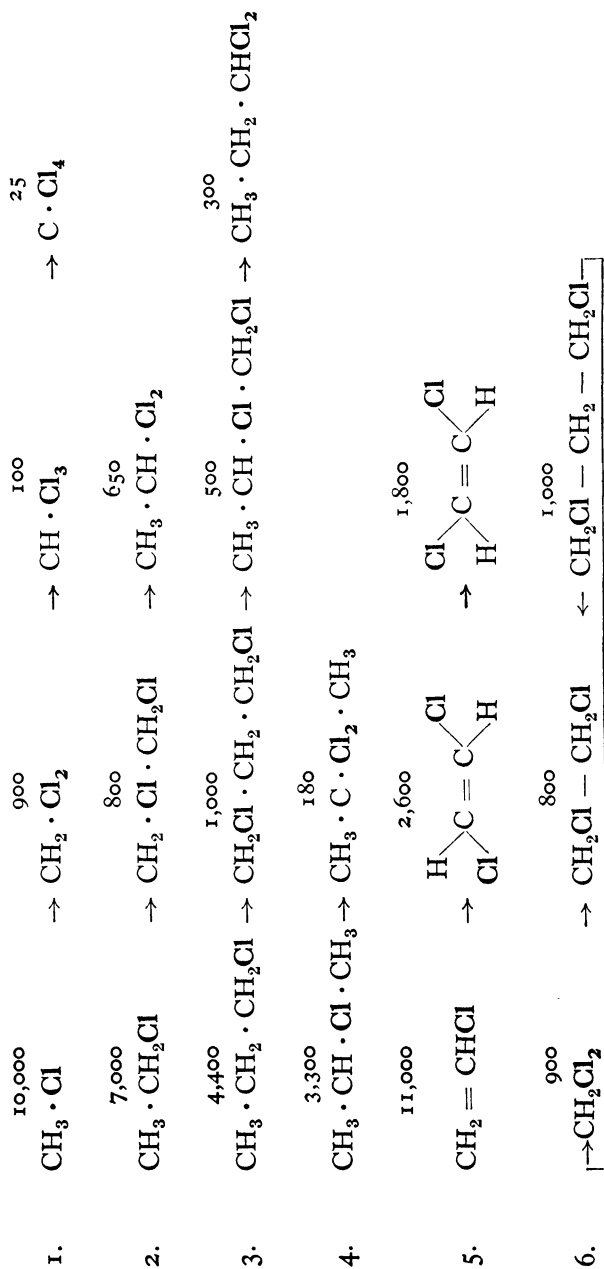 1. CH₃ · Cl 10,000 → CH₂ · Cl₂ 900 → CH · Cl₃ 100 → C · Cl₄ 25
2. CH₃ · CH₂Cl 7,000 → CH₂ · Cl · CH₂Cl 800 → CH₃ · CH · Cl₂ 650
3. CH₃ · CH₂ · CH₂Cl 4,400 → CH₂Cl · CH₂ · CH₂Cl 1,000 → CH₃ · CH · Cl · CH₂Cl 500 → CH₃ · CH₂ · CHCl₂ 300
4. CH₃ · CH · Cl · CH₃ 3,300 → CH₃ · C · Cl₂ · CH₃ 180
5. CH₂ = CHCl 11,000 → H Cl C = C Cl H 2,600 → Cl H C = C Cl H 1,800
6. → CH₂Cl₂ 900 → CH₂Cl — CH₂Cl 800 ← CH₂Cl — CH₂ — CH₂Cl 1,000